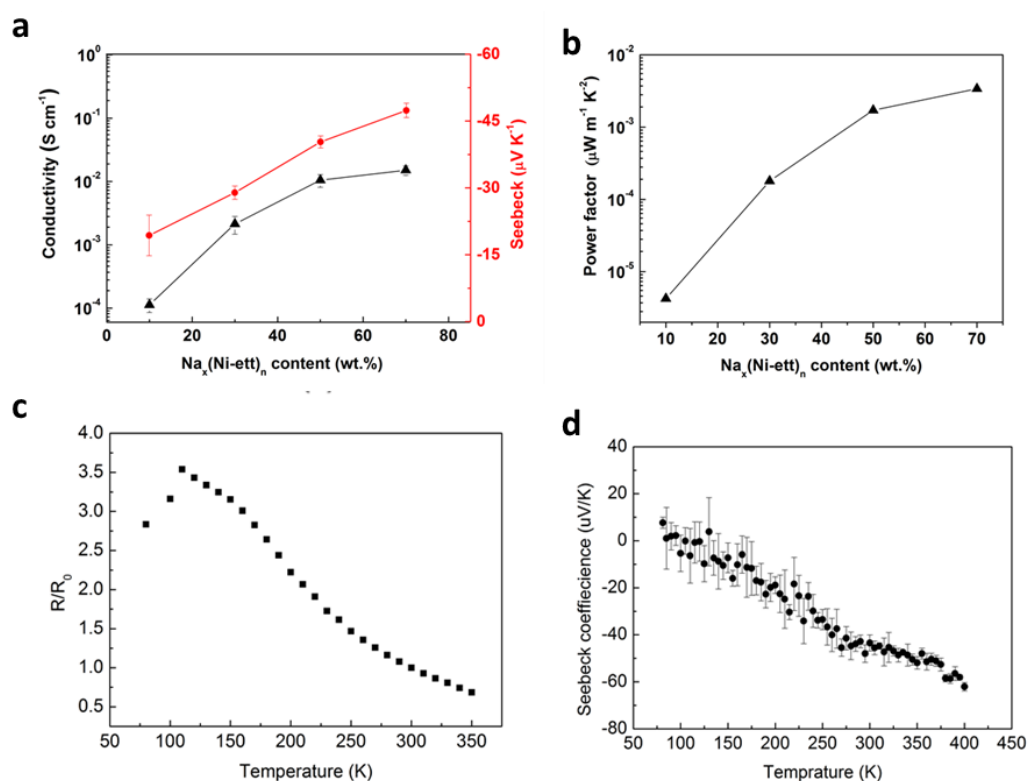 a
10^0
10^-1
10^-2
10^-3
10^-4
Conductivity (S cm^-1)
-60
-45
-30
-15
0
Seebeck (μV K^-1)
0 20 40 60 80
Na_x(Ni-ett)_n content (wt.%)
b
10^-2
10^-3
10^-4
10^-5
Power factor (μW m^-1 K^-2)
10 20 30 40 50 60 70
Na_x(Ni-ett)_n content (wt.%)
c
4.0
3.5
3.0
2.5
2.0
1.5
1.0
0.5
R/R_0
50 100 150 200 250 300 350
Temperature (K)
d
40
20
0
-20
-40
-60
-80
Seebeck coeffiecience (uV/K)
50 100 150 200 250 300 350 400 450
Temprature (K)